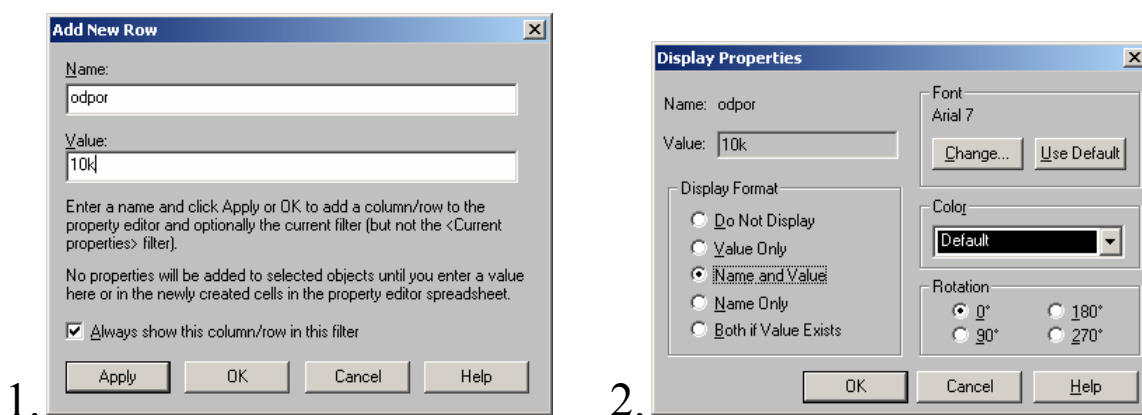 Add New Row
Name:
odpor
Value:
10k
Enter a name and click Apply or OK to add a column/row to the
property editor and optionally the current filter (but not the <Current
properties> filter).
No properties will be added to selected objects until you enter a value
here or in the newly created cells in the property editor spreadsheet.
Always show this column/row in this filter
Apply OK Cancel Help
1.
Display Properties
Name: odpor
Value: 10k
Display Format
Do Not Display
Value Only
Name and Value
Name Only
Both if Value Exists
Font
Arial 7
Change... Use Default
Color
Default
Rotation
0° 180°
90° 270°
OK Cancel Help
2.